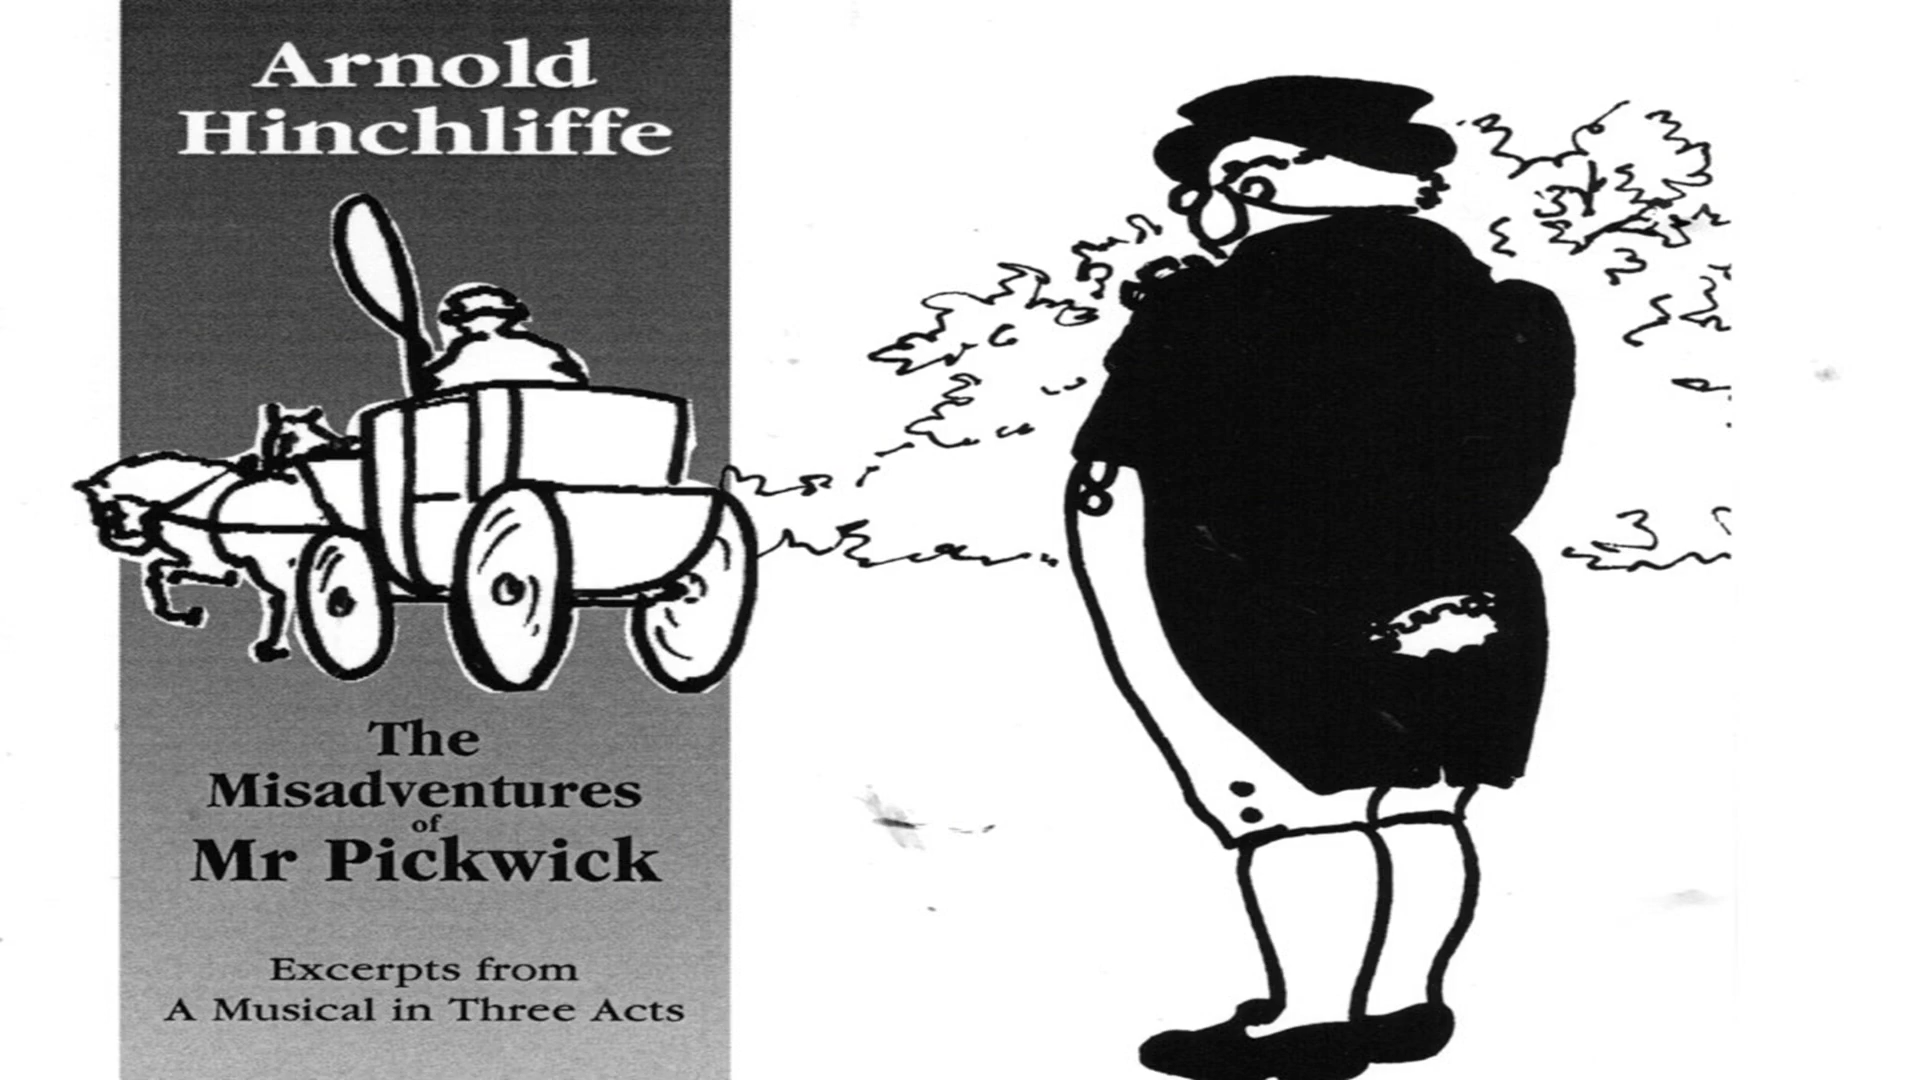 Arnold
Hinchliffe
The
Misadventures
of
Mr Pickwick
Excerpts from
A Musical in Three Acts